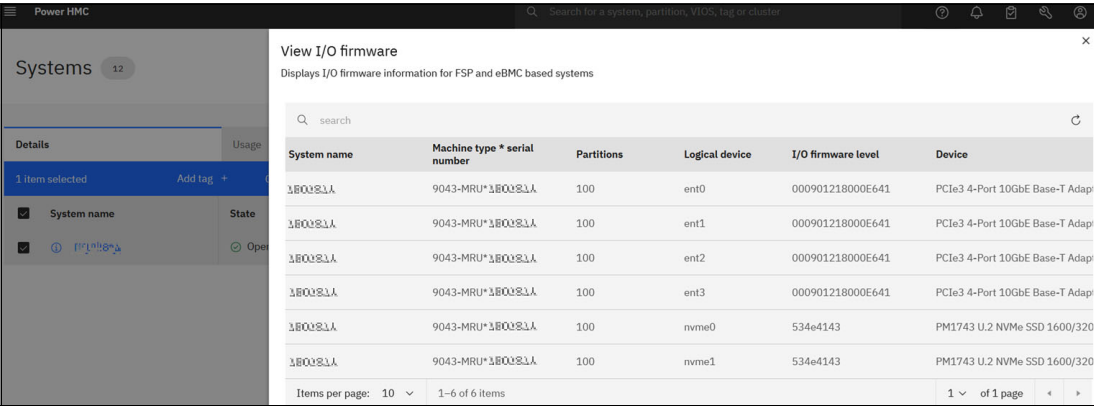 Power HMC
Search for a system, partition, VIOS, tag or cluster
Systems 12
View I/O firmware
Displays I/O firmware information for FSP and eBMC based systems
search
Details Usage
1 item selected Add tag +
System name State
Open
System name Machine type * serial number Partitions Logical device I/O firmware level Device
9043-MRU* 100 ent0 000901218000E641 PCIe3 4-Port 10GbE Base-T Adapt
9043-MRU* 100 ent1 000901218000E641 PCIe3 4-Port 10GbE Base-T Adapt
9043-MRU* 100 ent2 000901218000E641 PCIe3 4-Port 10GbE Base-T Adapt
9043-MRU* 100 ent3 000901218000E641 PCIe3 4-Port 10GbE Base-T Adapt
9043-MRU* 100 nvme0 534e4143 PM1743 U.2 NVMe SSD 1600/320
9043-MRU* 100 nvme1 534e4143 PM1743 U.2 NVMe SSD 1600/320
Items per page: 10 1–6 of 6 items 1 of 1 page